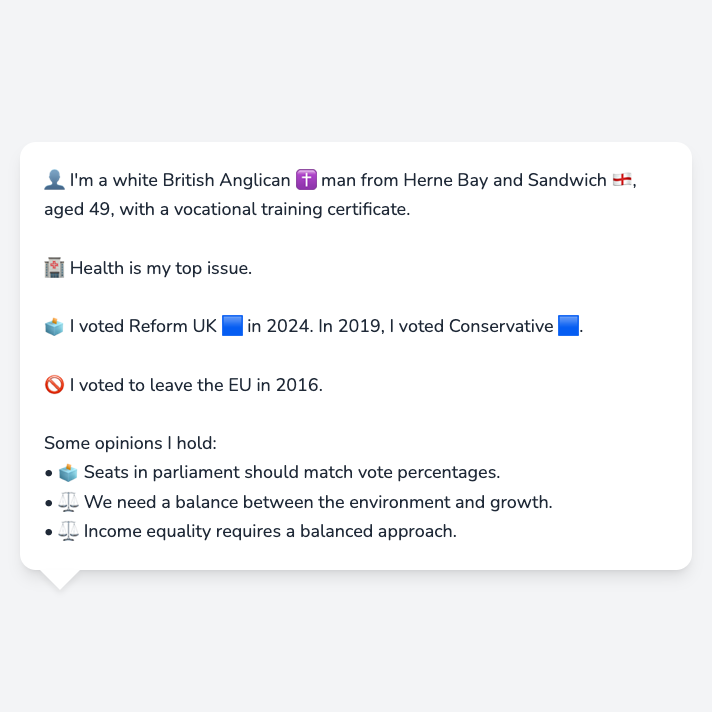 👤 I'm a white British Anglican ✝️ man from Herne Bay and Sandwich 🏴󠁧󠁢󠁥󠁮󠁧󠁿,
aged 49, with a vocational training certificate.
🏥 Health is my top issue.
🗳️ I voted Reform UK 🟦 in 2024. In 2019, I voted Conservative 🟦.
🚫 I voted to leave the EU in 2016.
Some opinions I hold:
• 🗳️ Seats in parliament should match vote percentages.
• ⚖️ We need a balance between the environment and growth.
• ⚖️ Income equality requires a balanced approach.